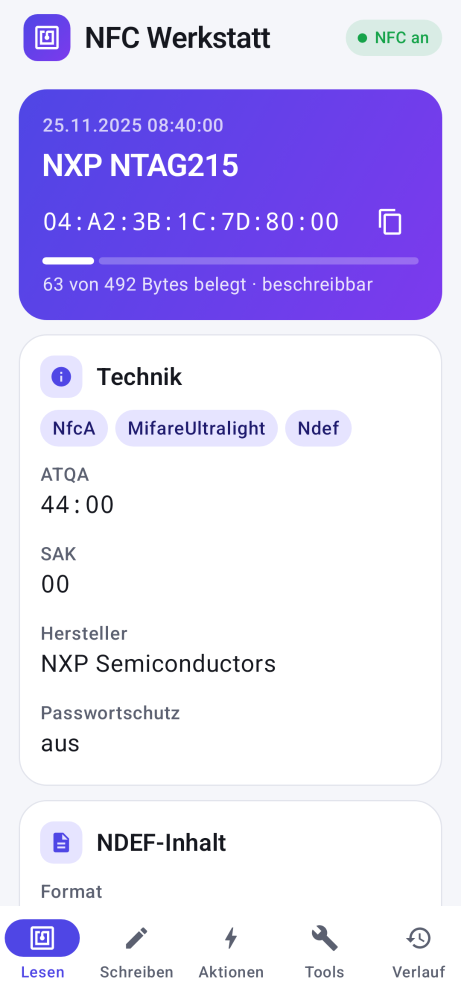 NFC Werkstatt
NFC an
25.11.2025 08:40:00
NXP NTAG215
04:A2:3B:1C:7D:80:00
63 von 492 Bytes belegt · beschreibbar
Technik
NfcA MifareUltralight Ndef
ATQA
44:00
SAK
00
Hersteller
NXP Semiconductors
Passwortschutz
aus
NDEF-Inhalt
Format
Lesen Schreiben Aktionen Tools Verlauf